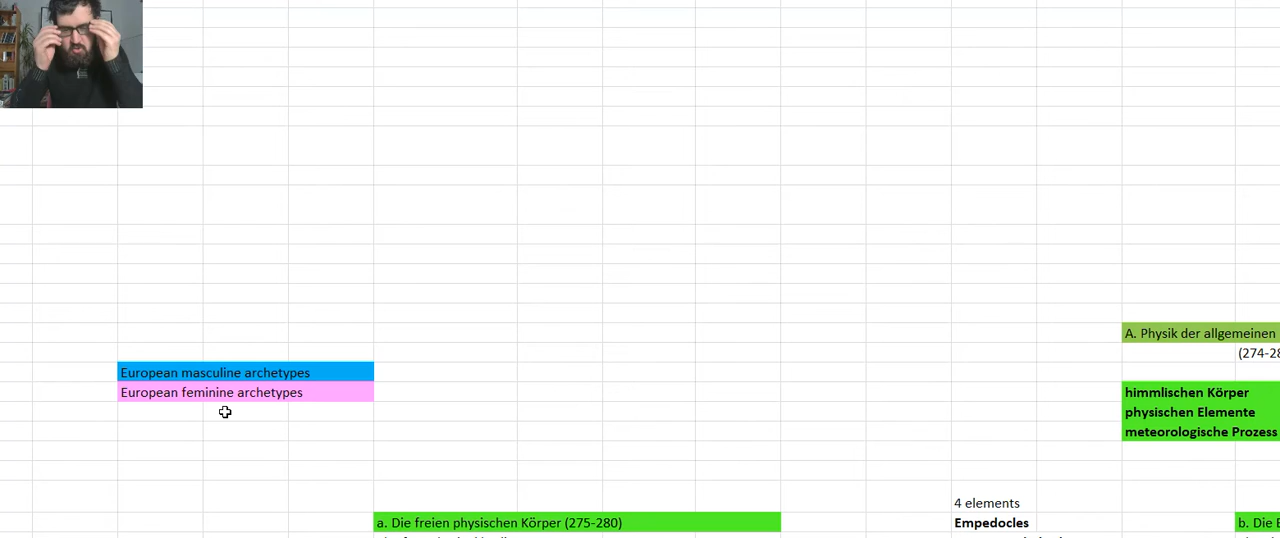 A. Physik der allgemeinen
(274-28
European masculine archetypes
European feminine archetypes
himmlischen Körper
physischen Elemente
meteorologische Prozess
4 elements
a. Die freien physischen Körper (275-280)
Empedocles
b. Die E